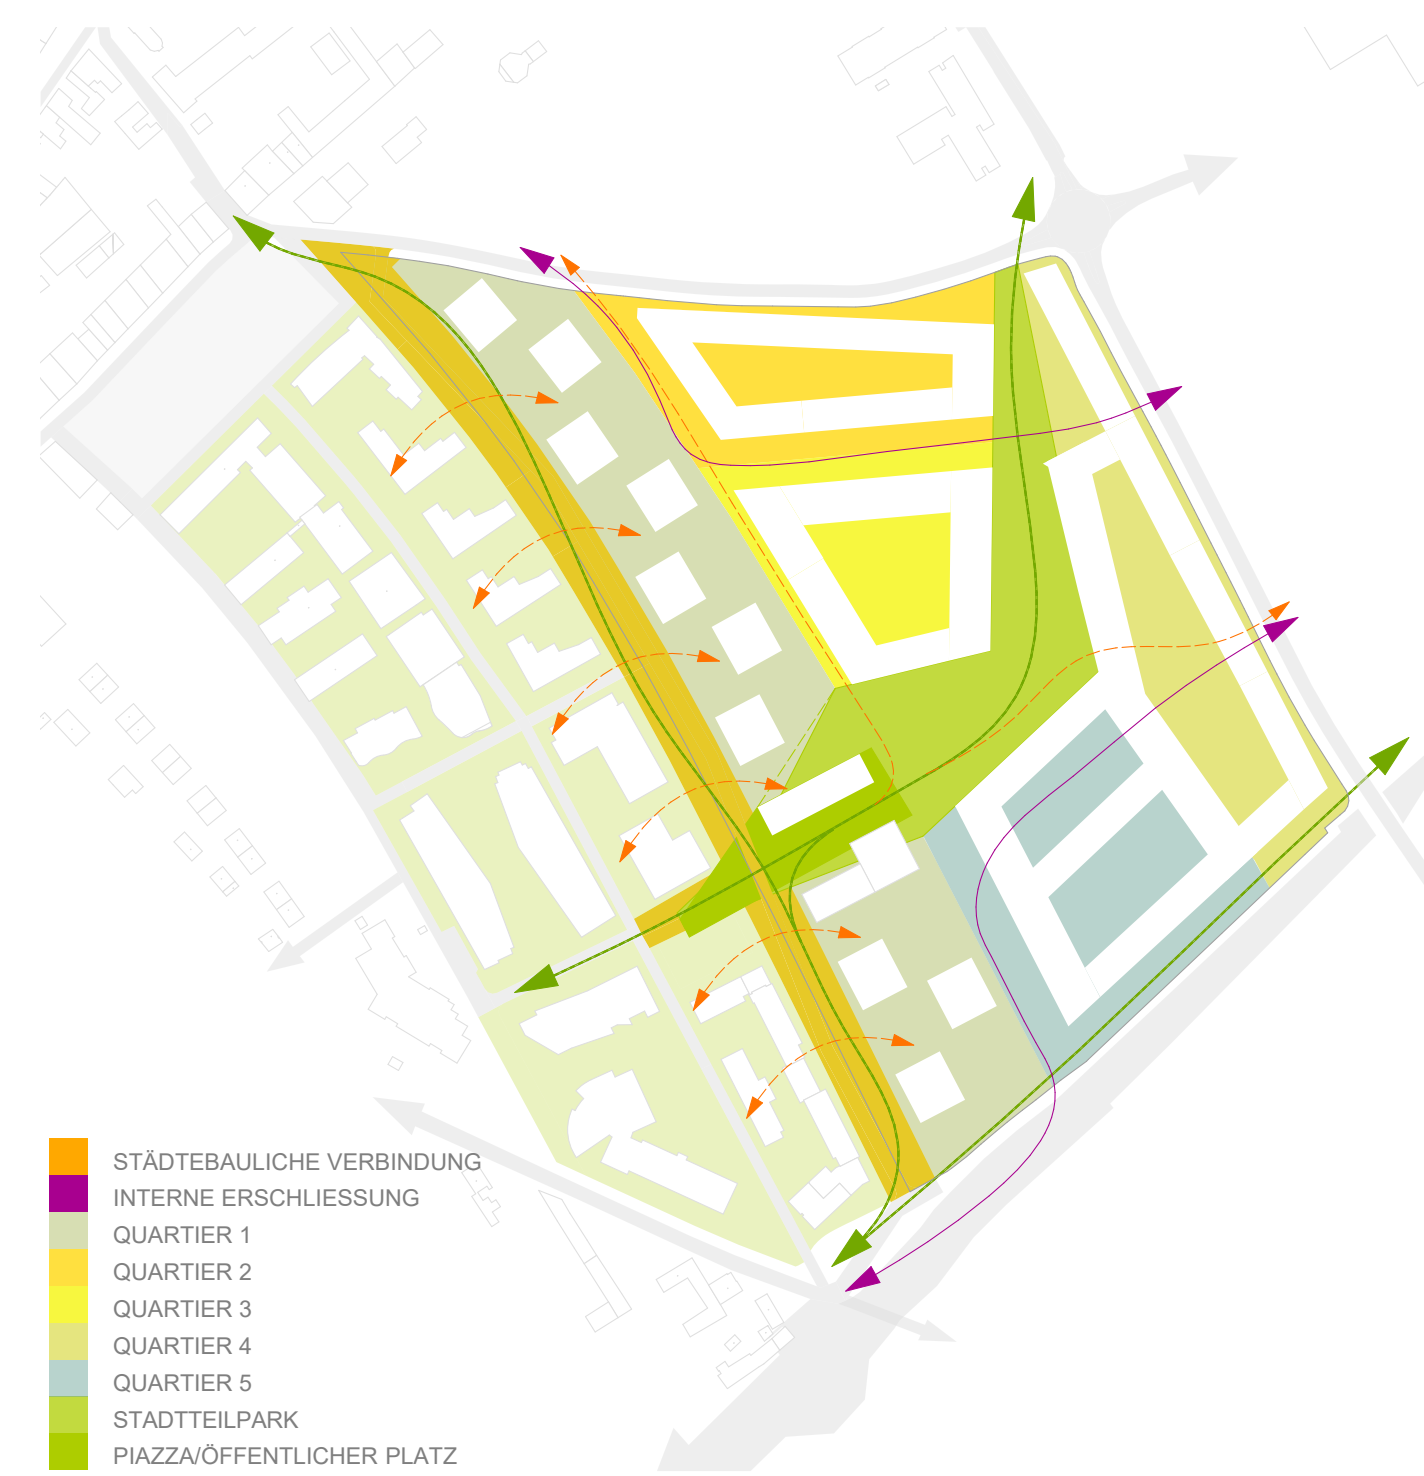 STÄDTEBAULICHE VERBINDUNG
INTERNE ERSCHLIESSUNG
QUARTIER 1
QUARTIER 2
QUARTIER 3
QUARTIER 4
QUARTIER 5
STADTTEILPARK
PIAZZA/ÖFFENTLICHER PLATZ